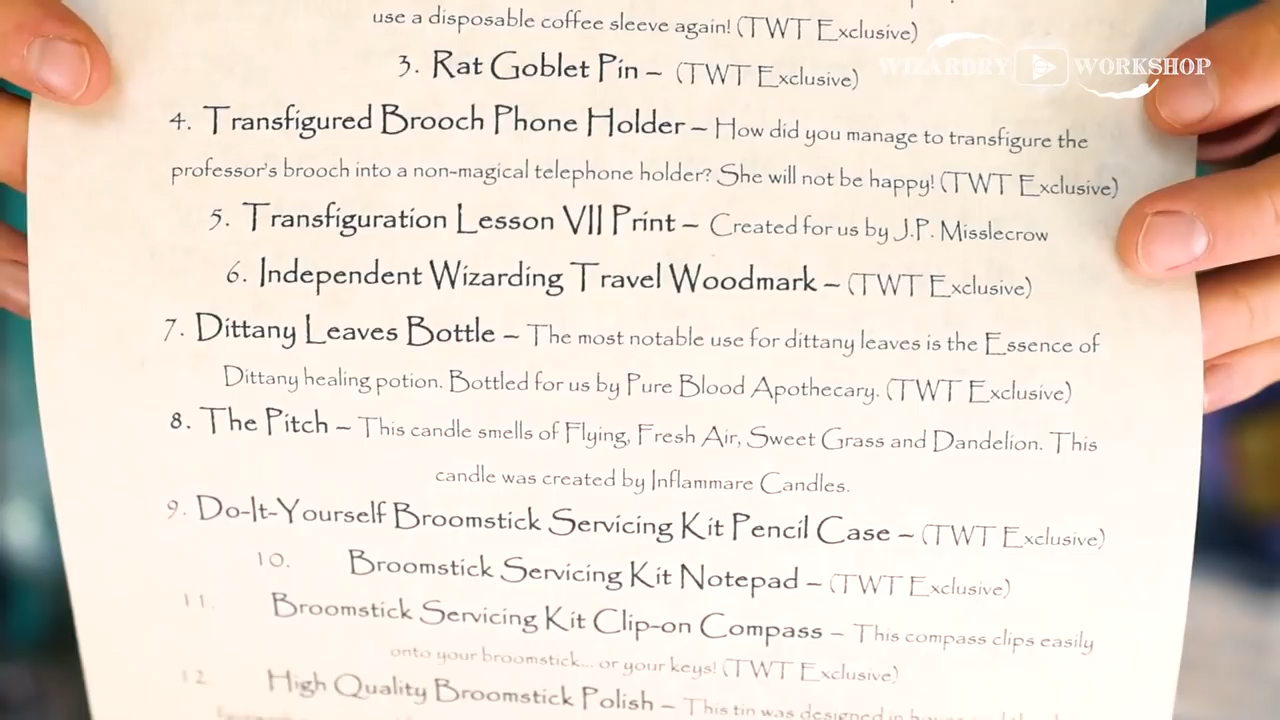 use a disposable coffee sleeve again! (TWT Exclusive)
3. Rat Goblet Pin – (TWT Exclusive)
WIZARDRY WORKSHOP
4. Transfigured Brooch Phone Holder – How did you manage to transfigure the
professor's brooch into a non-magical telephone holder? She will not be happy! (TWT Exclusive)
5. Transfiguration Lesson VII Print – Created for us by J.P. Misslecrow
6. Independent Wizarding Travel Woodmark – (TWT Exclusive)
7. Dittany Leaves Bottle – The most notable use for dittany leaves is the Essence of
Dittany healing potion. Bottled for us by Pure Blood Apothecary. (TWT Exclusive)
8. The Pitch – This candle smells of Flying, Fresh Air, Sweet Grass and Dandelion. This
candle was created by Inflammare Candles.
9. Do-It-Yourself Broomstick Servicing Kit Pencil Case – (TWT Exclusive)
10. Broomstick Servicing Kit Notepad – (TWT Exclusive)
11. Broomstick Servicing Kit Clip-on Compass – This compass clips easily
onto your broomstick... or your keys! (TWT Exclusive)
12. High Quality Broomstick Polish – This tin was designed in